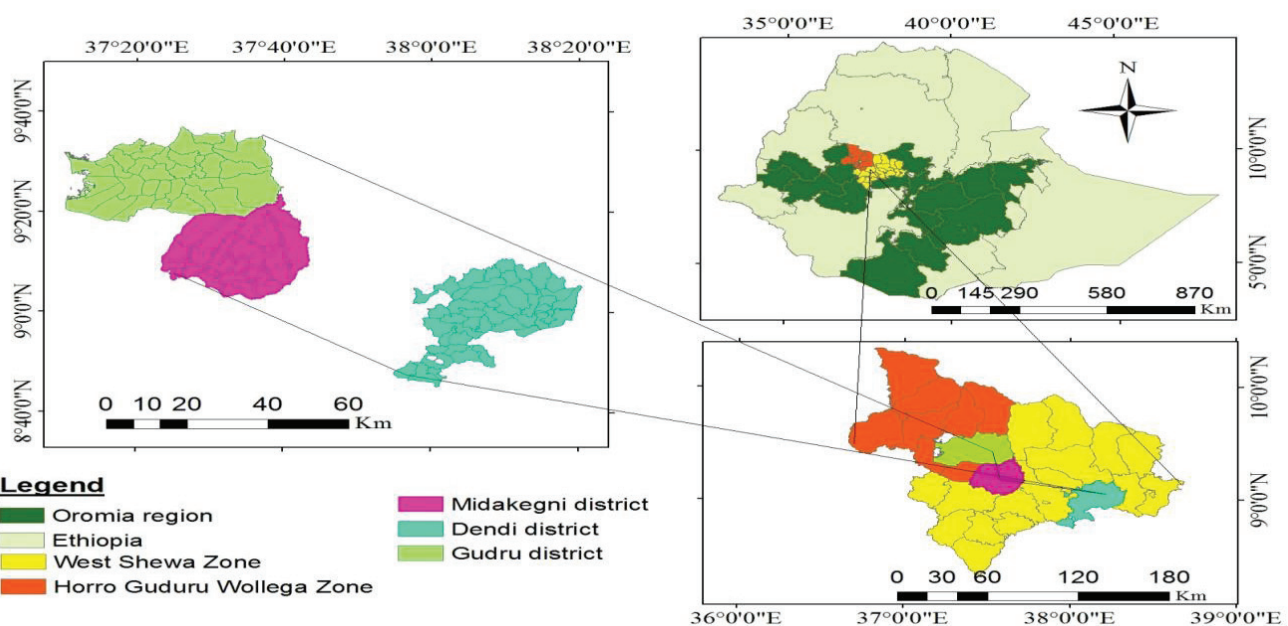 37°20'0"E 37°40'0"E 38°0'0"E 38°20'0"E
9°40'0"N
9°20'0"N
9°0'0"N
8°40'0"N
0 10 20 40 60
Km
35°0'0"E 40°0'0"E 45°0'0"E
N
10°0'0"N
5°0'0"N
0 145 290 580 870
Km
10°0'0"N
9°0'0"N
0 30 60 120 180
Km
36°0'0"E 37°0'0"E 38°0'0"E 39°0'0"E
Legend
Oromia region
Ethiopia
West Shewa Zone
Horro Guduru Wollega Zone
Midakegni district
Dendi district
Gudru district